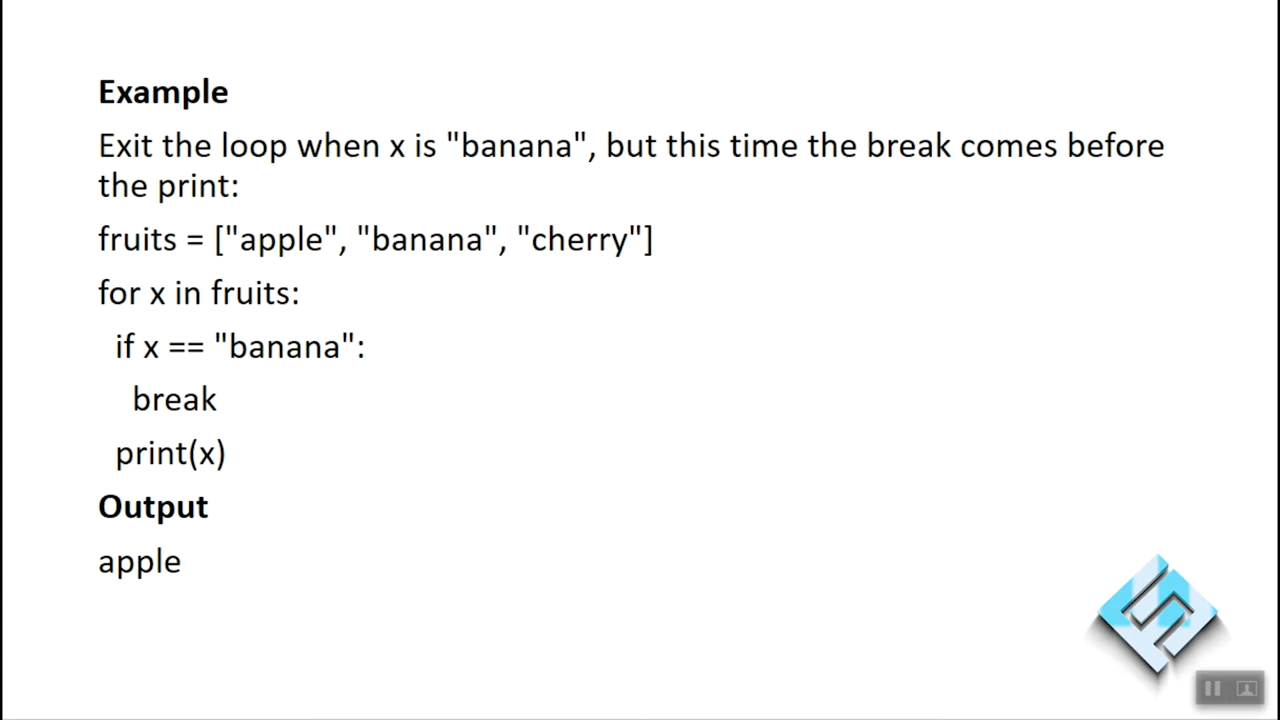 Example
Exit the loop when x is "banana", but this time the break comes before
the print:
fruits = ["apple", "banana", "cherry"]
for x in fruits:
  if x == "banana":
    break
  print(x)
Output
apple